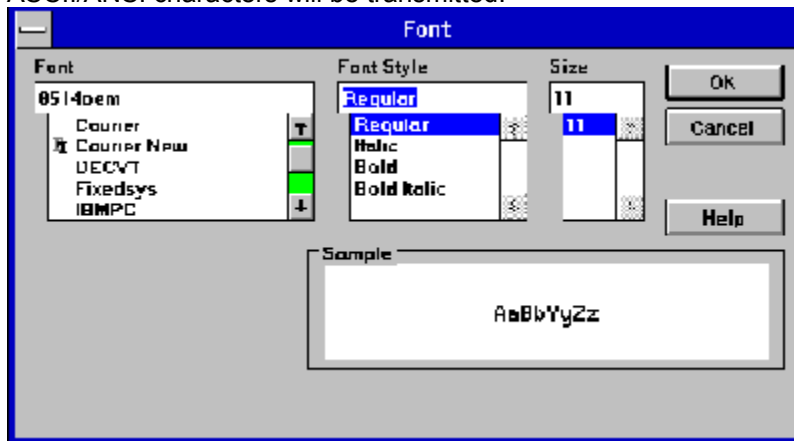 ASCII/ANSI characters will be transmitted.
Font
Font Font Style Size
8514oem Regular 11 OK
Courier Regular 11 Cancel
Courier New Italic
DECVT Bold
Fixedsys Bold Italic
IBMPC Help
Sample
AaBbYyZz